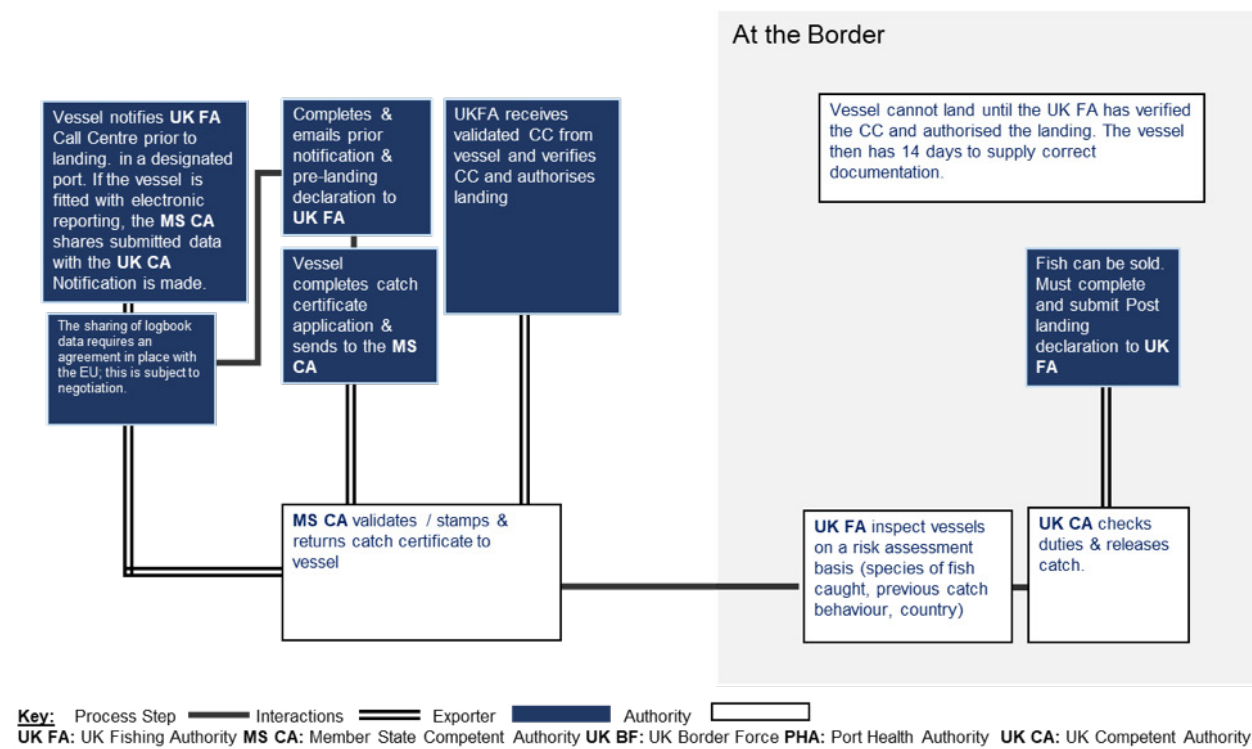 At the Border
Vessel notifies UK FA
Call Centre prior to
landing. in a designated
port. If the vessel is
fitted with electronic
reporting, the MS CA
shares submitted data
with the UK CA
Notification is made.
The sharing of logbook
data requires an
agreement in place with
the EU; this is subject to
negotiation.
Completes &
emails prior
notification &
pre-landing
declaration to
UK FA
Vessel
completes catch
certificate
application &
sends to the MS
CA
UKFA receives
validated CC from
vessel and verifies
CC and authorises
landing
MS CA validates / stamps &
returns catch certificate to
vessel
Vessel cannot land until the UK FA has verified
the CC and authorised the landing. The vessel
then has 14 days to supply correct
documentation.
Fish can be sold.
Must complete
and submit Post
landing
declaration to UK
FA
UK FA inspect vessels
on a risk assessment
basis (species of fish
caught, previous catch
behaviour, country)
UK CA checks
duties & releases
catch.
Key: Process Step Interactions Exporter Authority
UK FA: UK Fishing Authority MS CA: Member State Competent Authority UK BF: UK Border Force PHA: Port Health Authority UK CA: UK Competent Authority